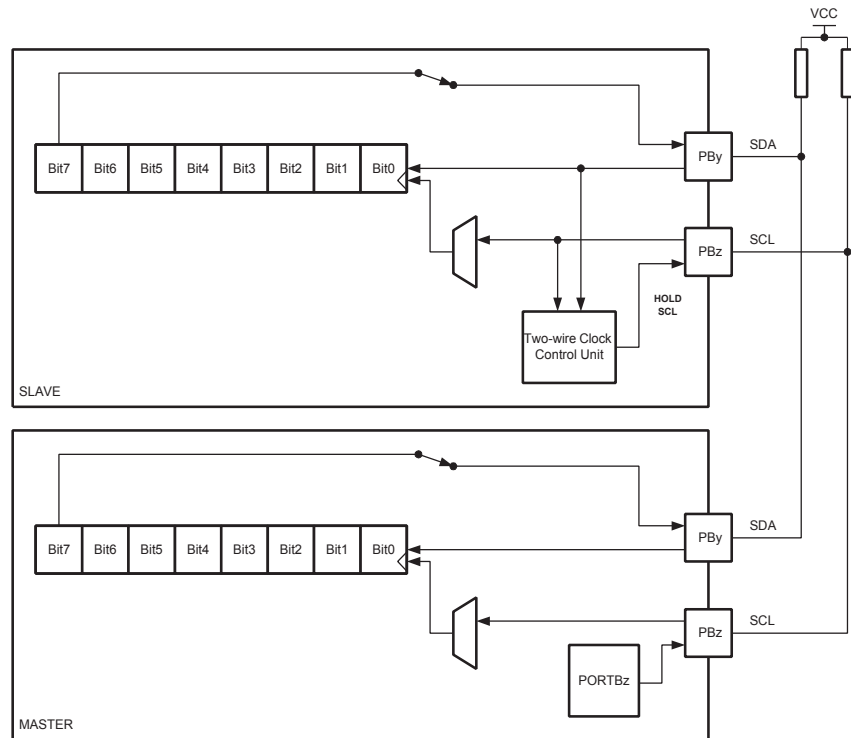 VCC
Bit7 Bit6 Bit5 Bit4 Bit3 Bit2 Bit1 Bit0
PBy
SDA
PBz
SCL
HOLD
SCL
Two-wire Clock
Control Unit
SLAVE
Bit7 Bit6 Bit5 Bit4 Bit3 Bit2 Bit1 Bit0
PBy
SDA
PBz
SCL
PORTBz
MASTER